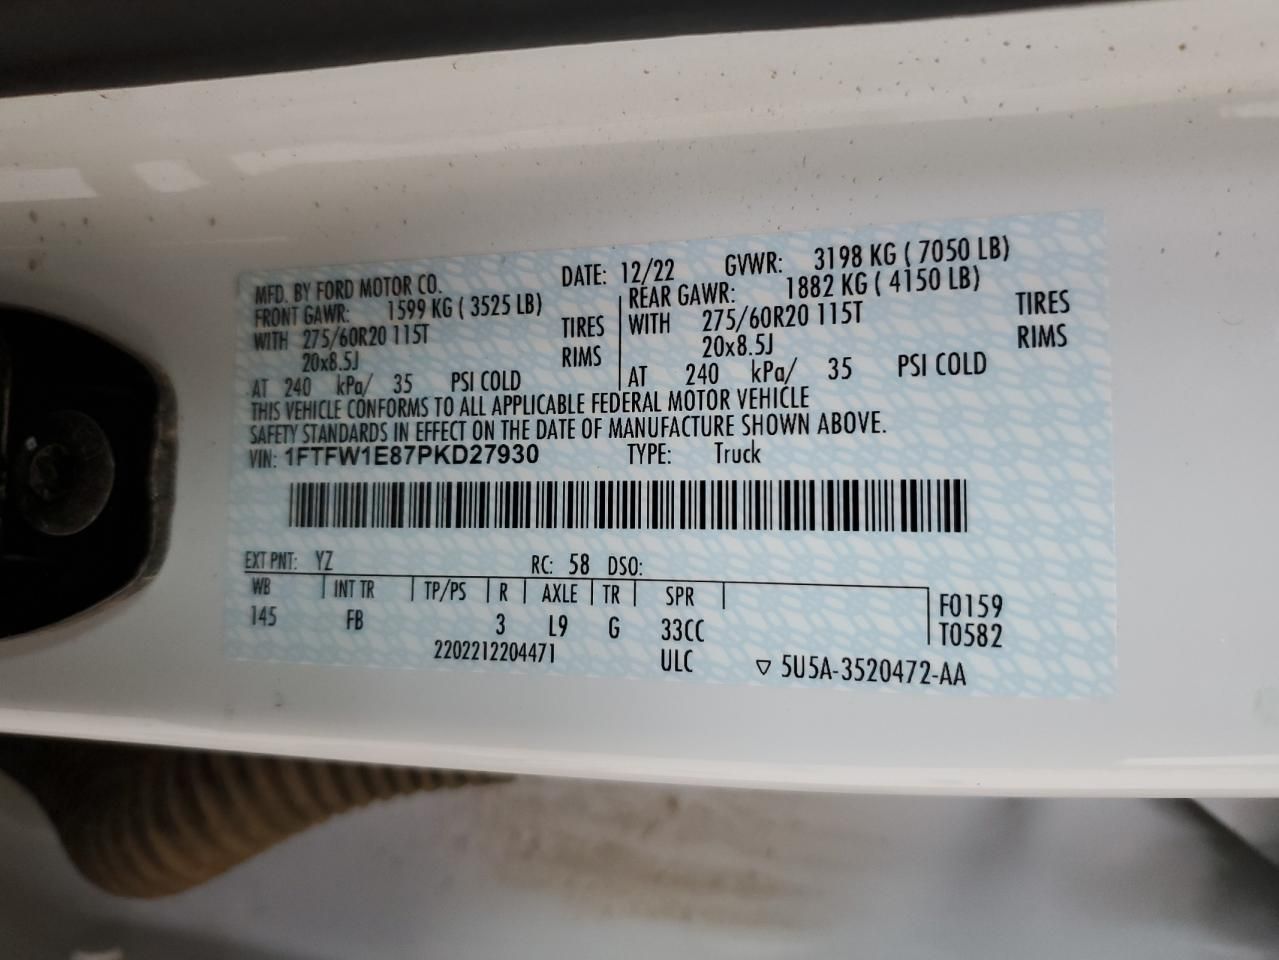 MFD. BY FORD MOTOR CO. DATE: 12/22 GVWR: 3198 KG ( 7050 LB)
FRONT GAWR: 1599 KG ( 3525 LB) REAR GAWR: 1882 KG ( 4150 LB)
WITH 275/60R20 115T TIRES WITH 275/60R20 115T TIRES
20x8.5J RIMS 20x8.5J RIMS
AT 240 kPa/ 35 PSI COLD AT 240 kPa/ 35 PSI COLD
THIS VEHICLE CONFORMS TO ALL APPLICABLE FEDERAL MOTOR VEHICLE
SAFETY STANDARDS IN EFFECT ON THE DATE OF MANUFACTURE SHOWN ABOVE.
VIN: 1FTFW1E87PKD27930 TYPE: Truck
EXT PNT: YZ RC: 58 DSO:
WB INT TR TP/PS R AXLE TR SPR F0159
145 FB 3 L9 G 33CC T0582
2202212204471 ULC ▽ 5U5A-3520472-AA